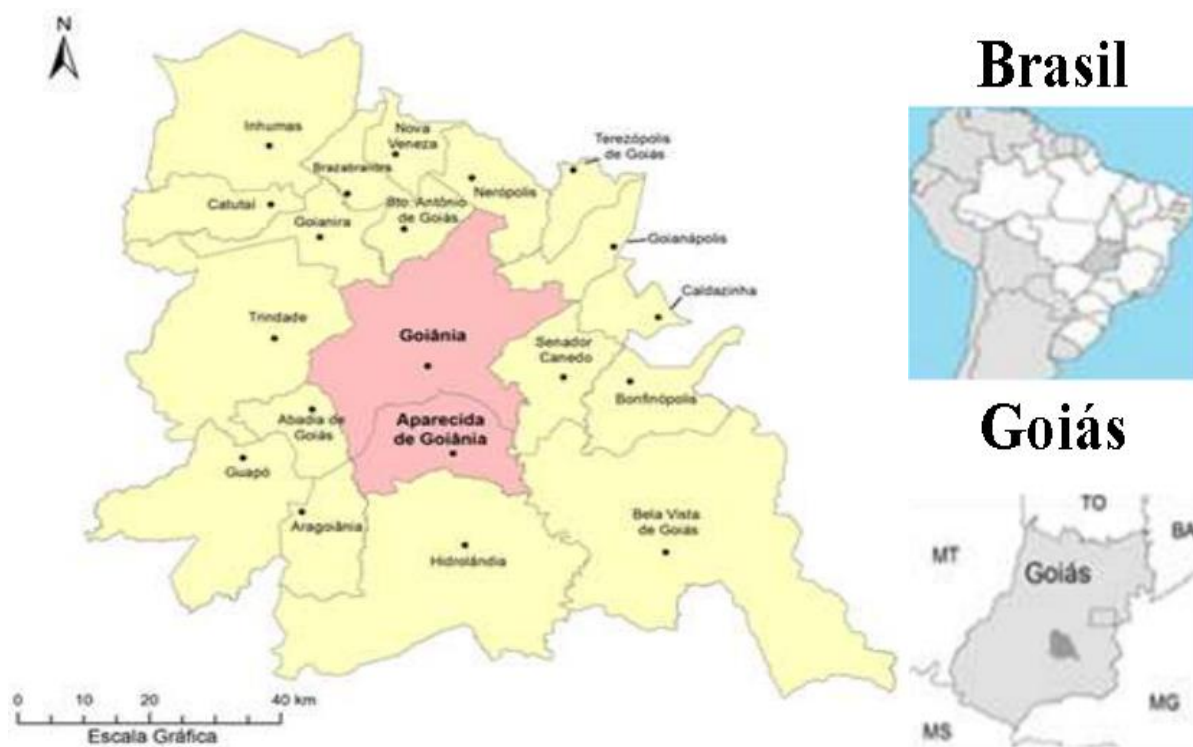 N
Inhumas
Nova
Veneza
Terezópolis
de Goiás
Brazabrantes
Nerópolis
Caturaí
Sto. Antônio
de Goiás
Goianira
Goianápolis
Caldazinha
Trindade
Goiânia
Senador
Canedo
Bonfinópolis
Abadia de
Goiás
Aparecida
de Goiânia
Guapó
Aragoiânia
Bela Vista
de Goiás
Hidrolândia
0 10 20 40 km
Escala Gráfica
Brasil
Goiás
TO
BA
MT
Goiás
MG
MS